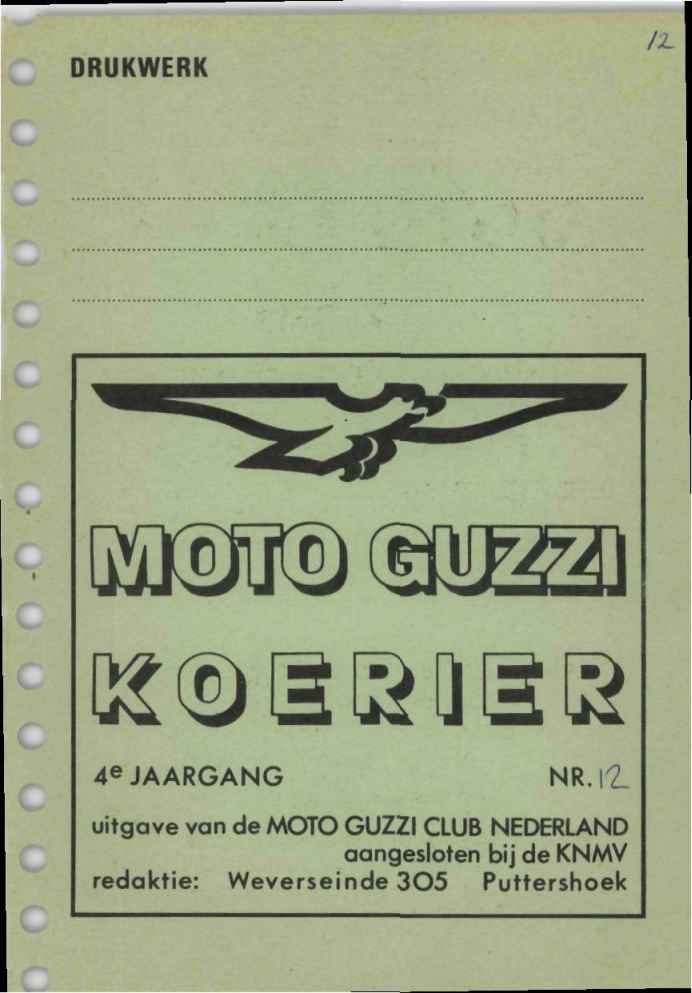 12
DRUKWERK
MOTO GUZZI
KOERIER
4e JAARGANG NR. 12
uitgave van de MOTO GUZZI CLUB NEDERLAND
aangesloten bij de KNMV
redaktie: Weverseinde 305 Puttershoek